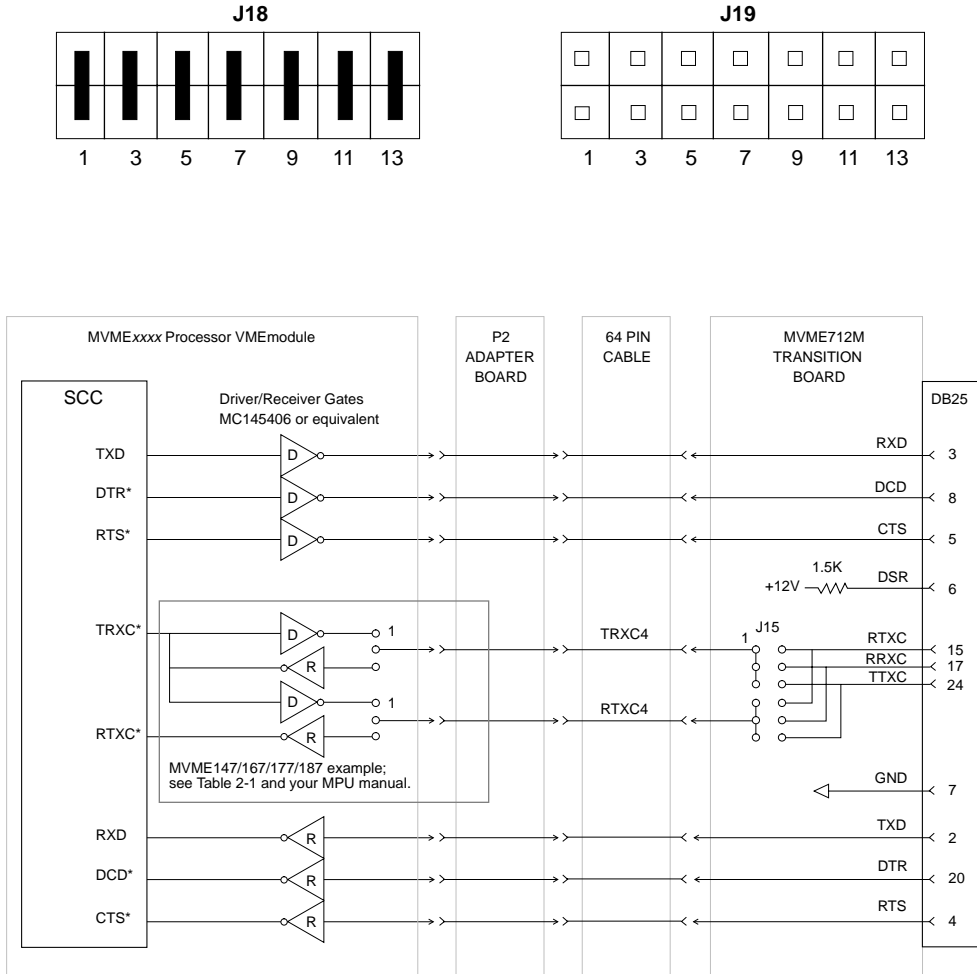 J18
J19
1 3 5 7 9 11 13
1 3 5 7 9 11 13
MVMExxxx Processor VMEmodule
P2
ADAPTER
BOARD
64 PIN
CABLE
MVME712M
TRANSITION
BOARD
SCC
Driver/Receiver Gates
MC145406 or equivalent
DB25
TXD
D
RXD
3
DTR*
D
DCD
8
RTS*
D
CTS
5
+12V
1.5K
DSR
6
TRXC*
D
1
R
TRXC4
1
J15
RTXC
15
RRXC
17
TTXC
24
D
1
RTXC*
R
RTXC4
MVME147/167/177/187 example;
see Table 2-1 and your MPU manual.
GND
7
RXD
R
TXD
2
DCD*
R
DTR
20
CTS*
R
RTS
4